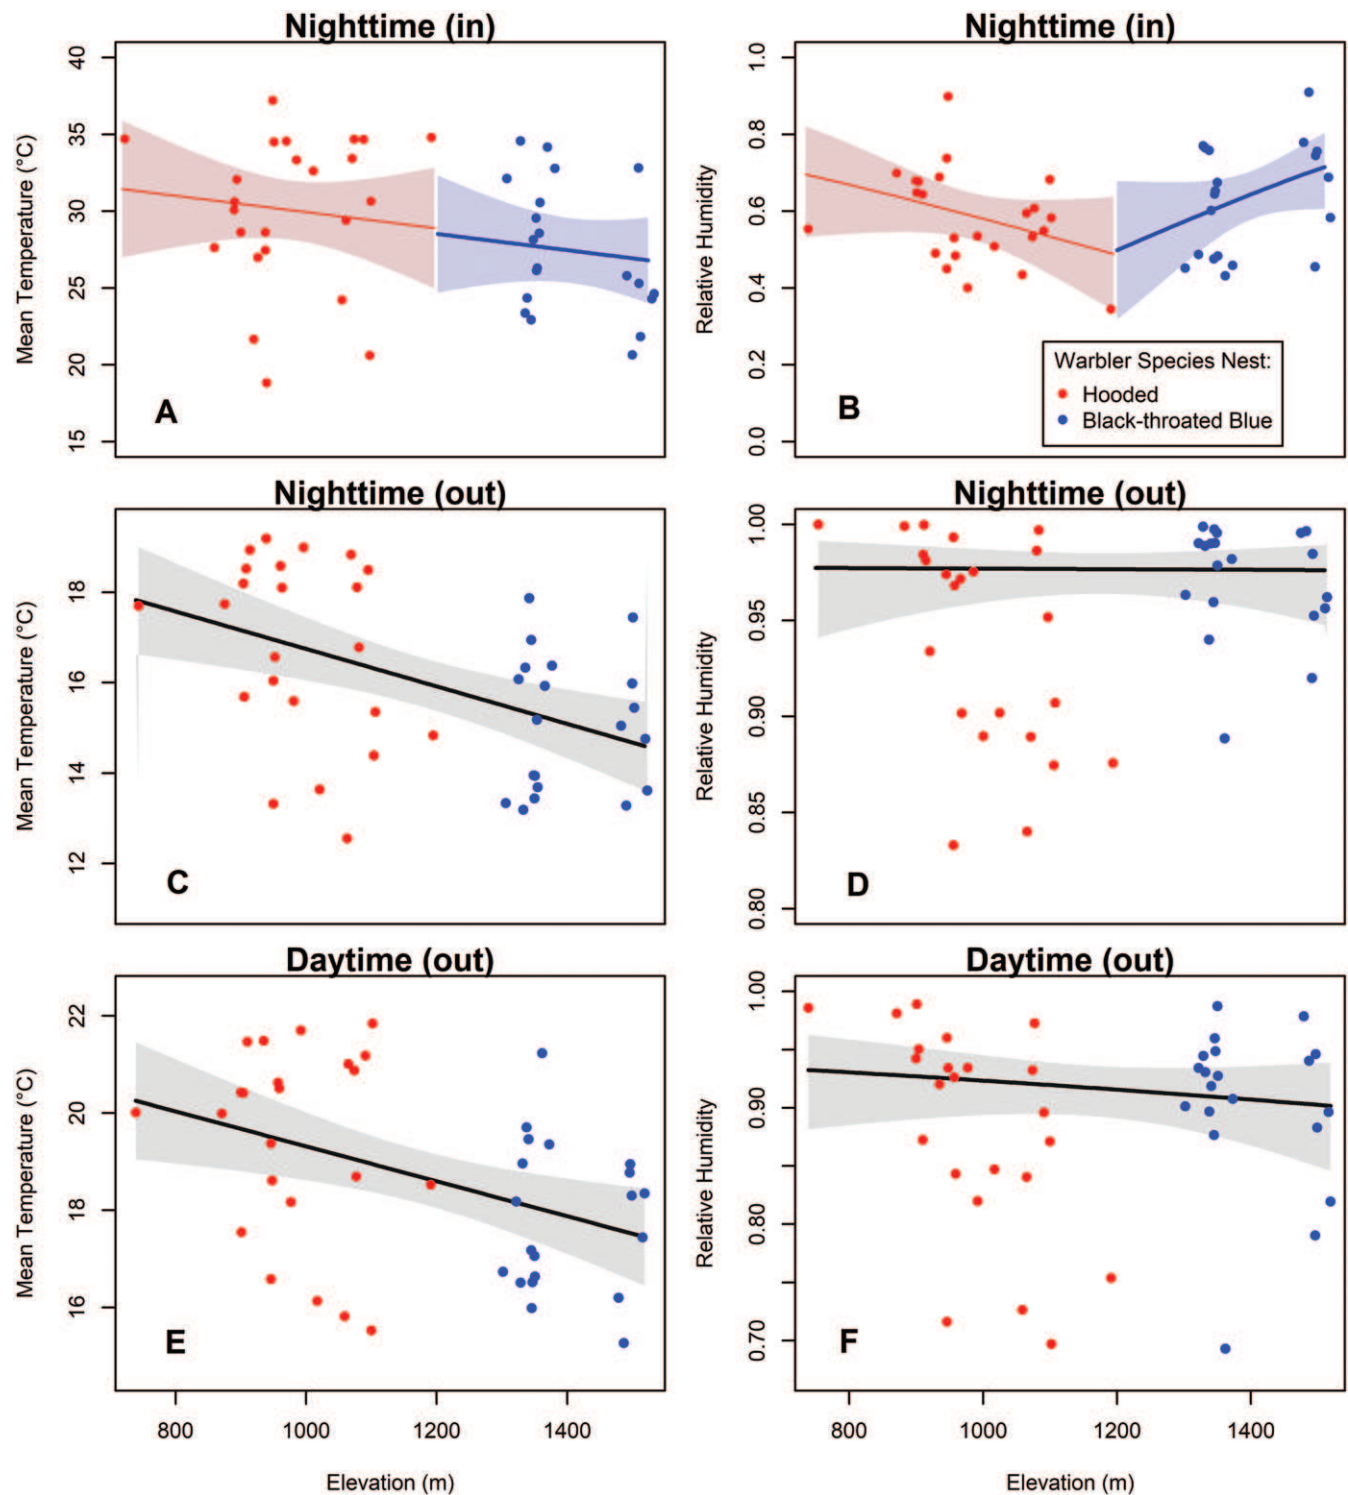 Nighttime (in)
Nighttime (in)
40
35
30
25
20
15
Mean Temperature (°C)
A
1.0
0.8
0.6
0.4
0.2
0.0
Relative Humidity
B
Warbler Species Nest:
Hooded
Black-throated Blue
Nighttime (out)
Nighttime (out)
18
16
14
12
Mean Temperature (°C)
C
1.00
0.95
0.90
0.85
0.80
Relative Humidity
D
Daytime (out)
Daytime (out)
22
20
18
16
Mean Temperature (°C)
E
1.00
0.90
0.80
0.70
Relative Humidity
F
800 1000 1200 1400
800 1000 1200 1400
Elevation (m)
Elevation (m)